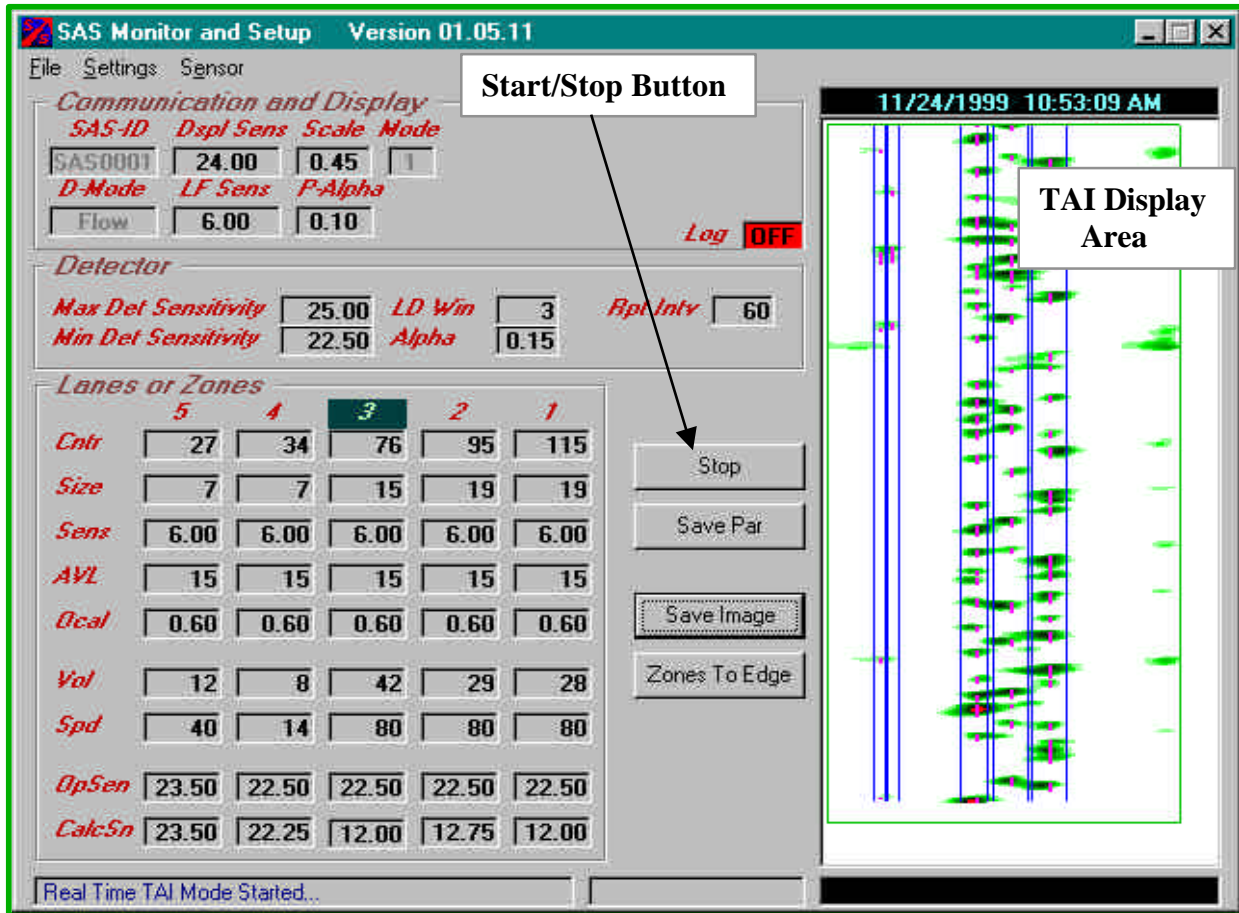 SAS Monitor and Setup Version 01.05.11
File Settings Sensor
Start/Stop Button
Communication and Display
SAS-ID Dspl Sens Scale Mode
SAS0001 24.00 0.45 1
D-Mode LF Sens P-Alpha
Flow 6.00 0.10
Log OFF
Detector
Max Det Sensitivity 25.00 LD Win 3 Rpt Intv 60
Min Det Sensitivity 22.50 Alpha 0.15
Lanes or Zones
5 4 3 2 1
Cntr 27 34 76 95 115
Size 7 7 15 19 19
Sens 6.00 6.00 6.00 6.00 6.00
AVL 15 15 15 15 15
Ocal 0.60 0.60 0.60 0.60 0.60
Vol 12 8 42 29 28
Spd 40 14 80 80 80
OpSen 23.50 22.50 22.50 22.50 22.50
CalcSn 23.50 22.25 12.00 12.75 12.00
Stop
Save Par
Save Image
Zones To Edge
11/24/1999 10:53:09 AM
TAI Display
Area
Real Time TAI Mode Started...